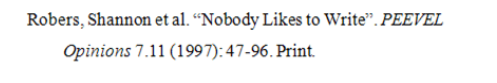 Robers, Shannon et al. “Nobody Likes to Write”. PEEVEL
Opinions 7.11 (1997): 47-96. Print.